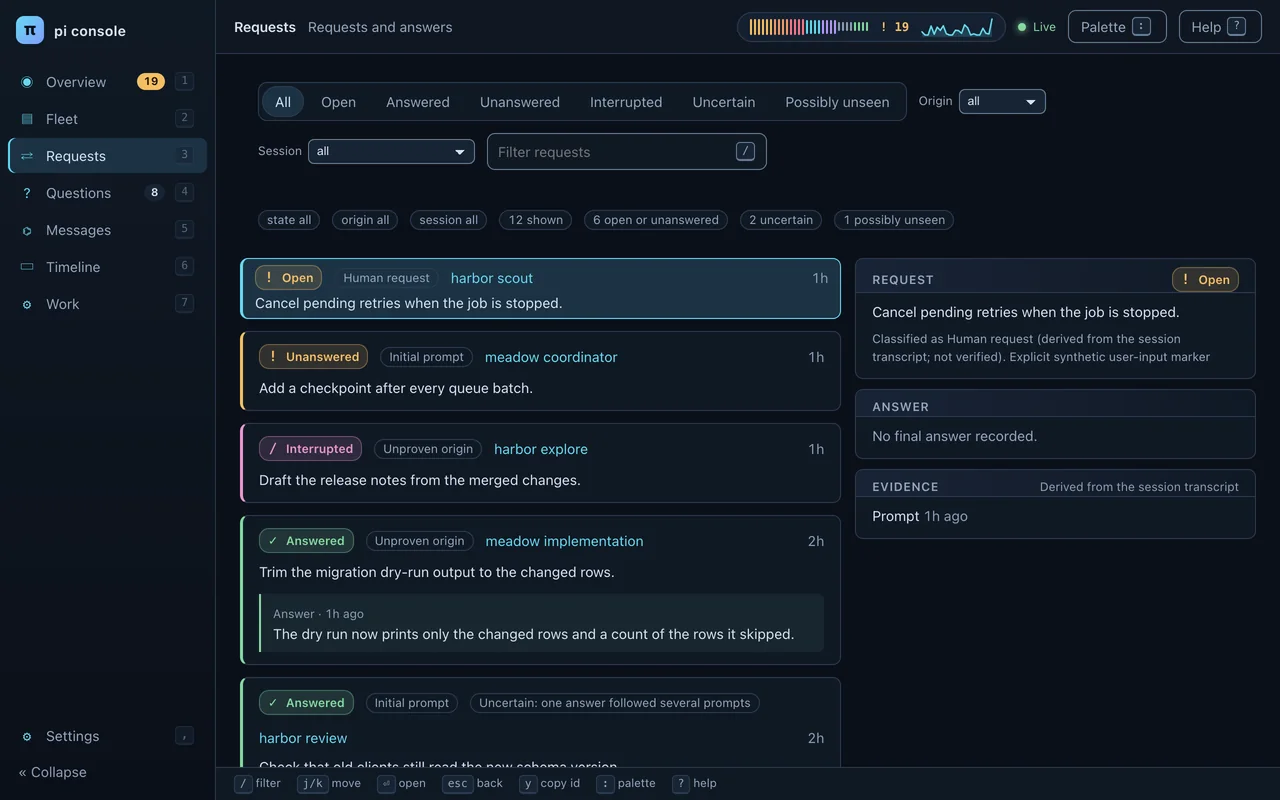 π pi console
Overview 19 1
Fleet 2
Requests 3
? Questions 8 4
Messages 5
Timeline 6
Work 7
Settings ,
« Collapse
Requests Requests and answers ! 19 Live Palette : Help ?
All Open Answered Unanswered Interrupted Uncertain Possibly unseen Origin all
Session all Filter requests /
state all origin all session all 12 shown 6 open or unanswered 2 uncertain 1 possibly unseen
! Open Human request harbor scout 1h
Cancel pending retries when the job is stopped.
! Unanswered Initial prompt meadow coordinator 1h
Add a checkpoint after every queue batch.
/ Interrupted Unproven origin harbor explore 1h
Draft the release notes from the merged changes.
✓ Answered Unproven origin meadow implementation 2h
Trim the migration dry-run output to the changed rows.
Answer · 1h ago
The dry run now prints only the changed rows and a count of the rows it skipped.
✓ Answered Initial prompt Uncertain: one answer followed several prompts
harbor review 2h
Check that old clients still read the new schema version.
REQUEST ! Open
Cancel pending retries when the job is stopped.
Classified as Human request (derived from the session
transcript; not verified). Explicit synthetic user-input marker
ANSWER
No final answer recorded.
EVIDENCE Derived from the session transcript
Prompt 1h ago
/ filter j/k move ⏎ open esc back y copy id : palette ? help